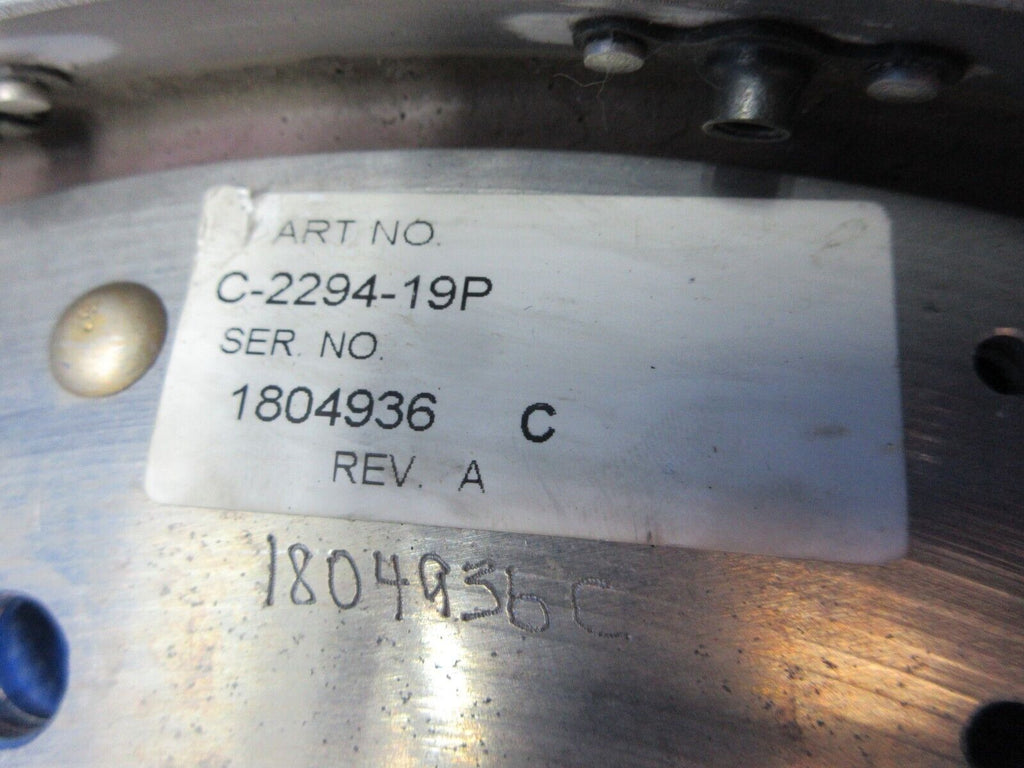 ART NO.
C-2294-19P
SER. NO.
1804936 C
REV. A
1804936C